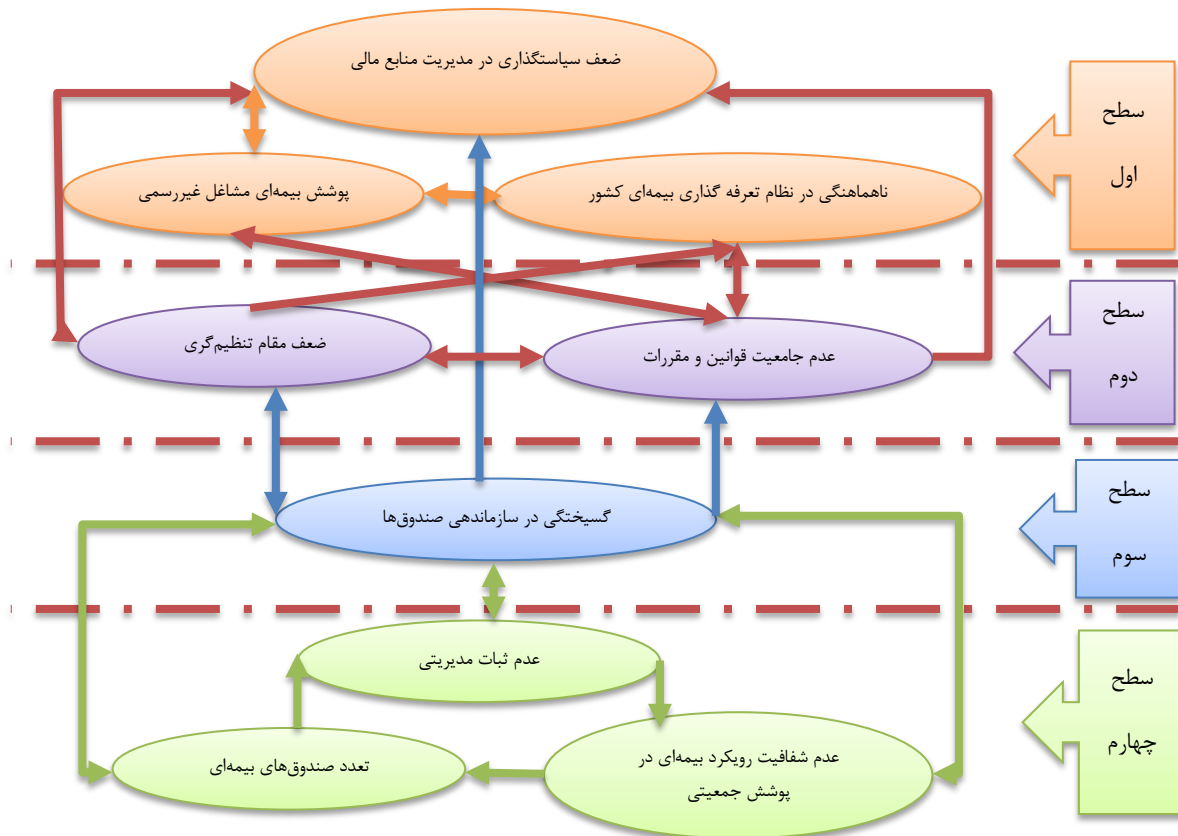 ضعف سیاستگذاری در مدیریت منابع مالی
پوشش بیمه‌ای مشاغل غیررسمی
ناهماهنگی در نظام تعرفه گذاری بیمه‌ای کشور
سطح
اول
ضعف مقام تنظیم‌گری
عدم جامعیت قوانین و مقررات
سطح
دوم
گسیختگی در سازماندهی صندوق‌ها
سطح
سوم
عدم ثبات مدیریتی
تعدد صندوق‌های بیمه‌ای
عدم شفافیت رویکرد بیمه‌ای در
پوشش جمعیتی
سطح
چهارم